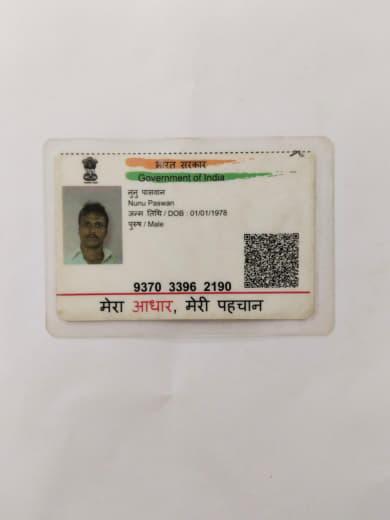 भारत सरकार
Government of India
नुनु पासवान
Nunu Paswan
जन्म तिथि / DOB : 01/01/1978
पुरुष / Male
9370 3396 2190
मेरा आधार, मेरी पहचान